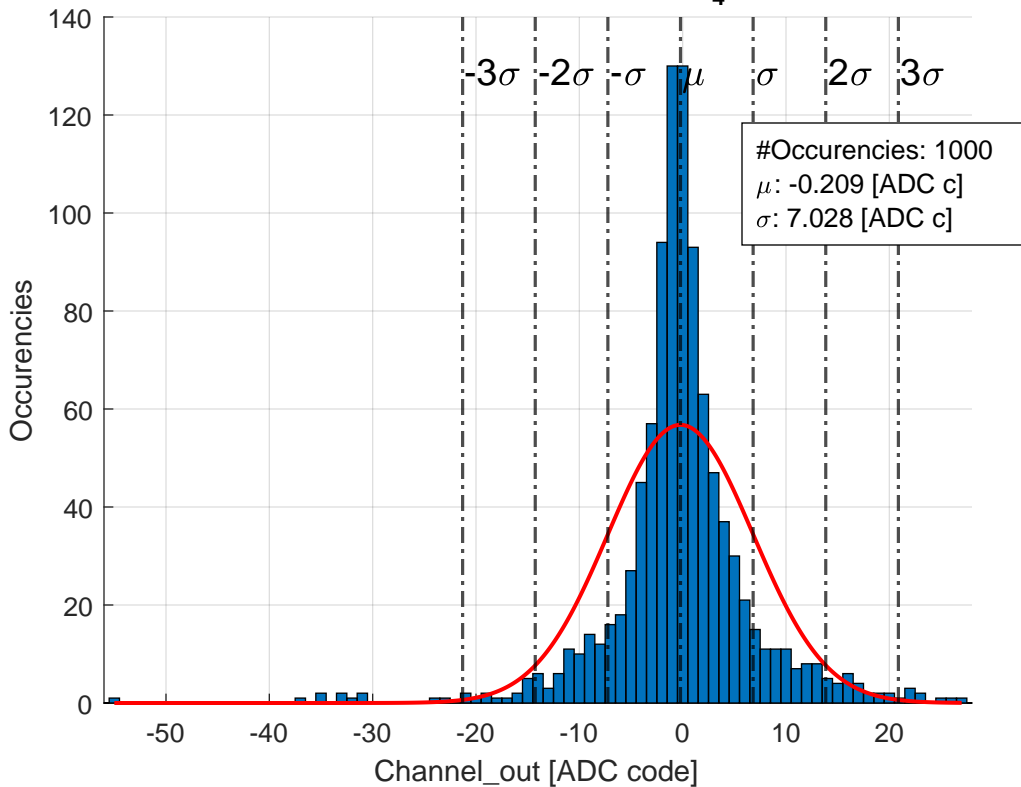 4
140
120
100
80
60
40
20
0
-3σ -2σ -σ μ σ 2σ 3σ
#Occurencies: 1000
μ: -0.209 [ADC c]
σ: 7.028 [ADC c]
Occurencies
-50 -40 -30 -20 -10 0 10 20
Channel_out [ADC code]